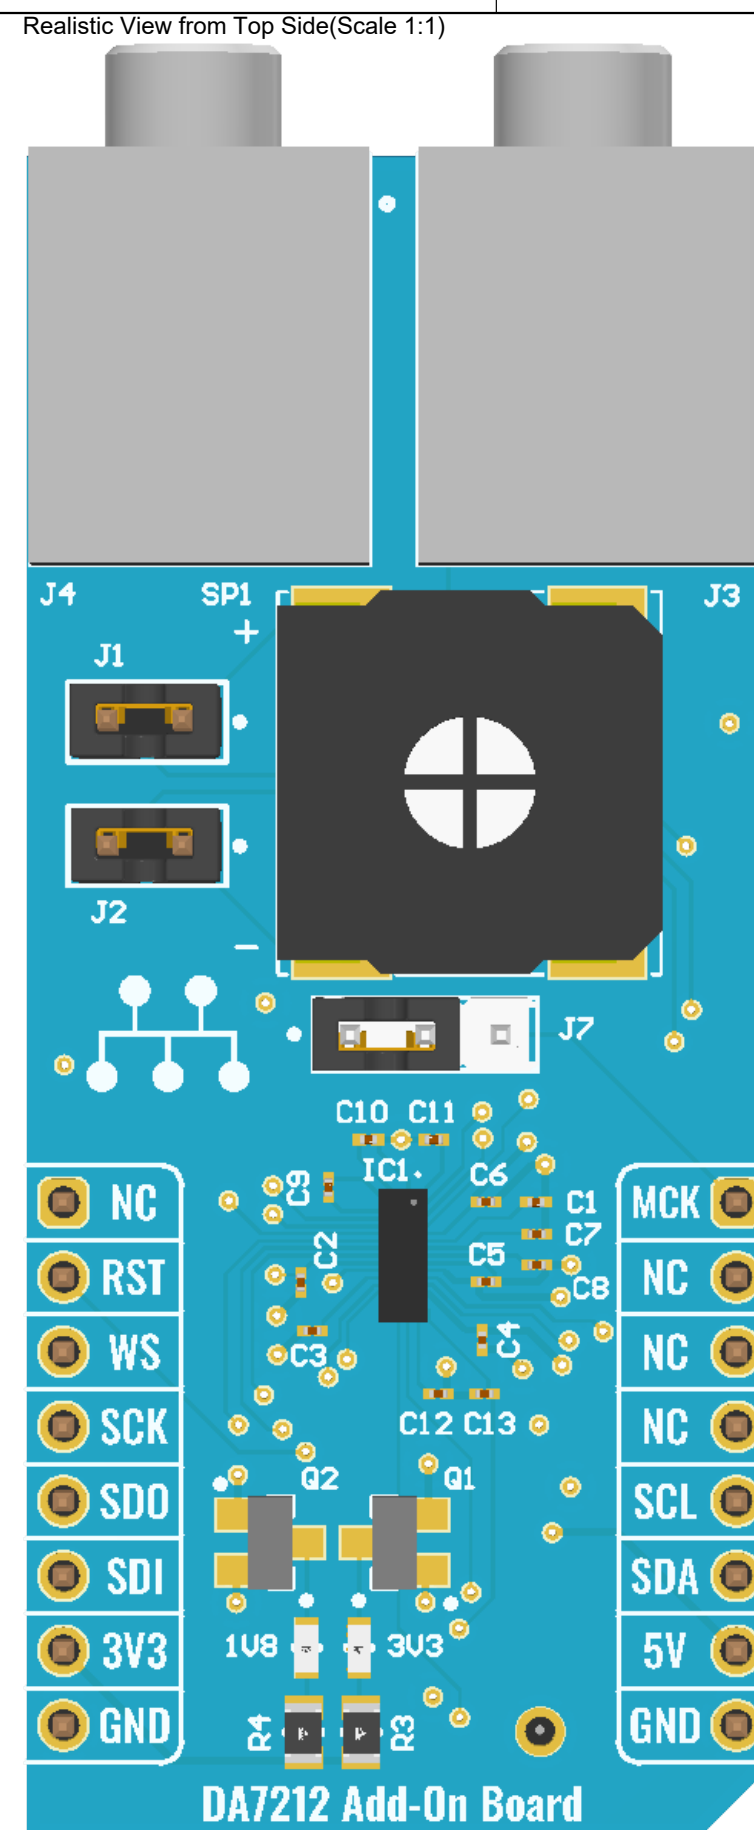 Realistic View from Top Side(Scale 1:1)
J4
SP1
J3
+
J1
J2
-
J7
C10 C11
IC1.
C9
C6
C1
C7
C2
C5
C8
C4
C3
C12 C13
NC
RST
WS
SCK
SDO
SDI
3V3
GND
MCK
NC
NC
NC
SCL
SDA
5V
GND
Q2
Q1
1V8
3V3
R4
R3
DA7212 Add-On Board